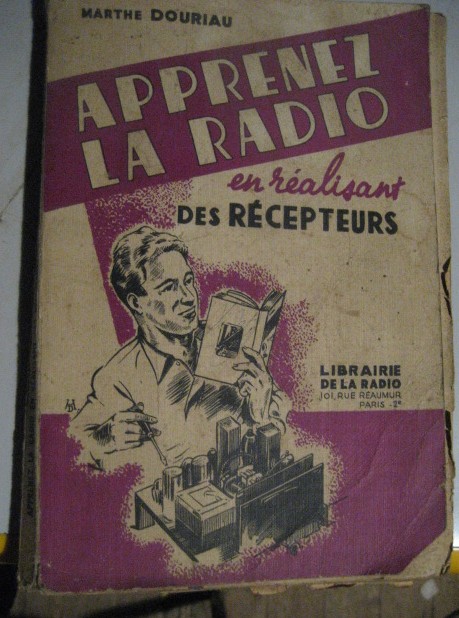 MARTHE DOURIAU
APPRENEZ
LA RADIO
en réalisant
DES RÉCEPTEURS
LIBRAIRIE
DE LA RADIO
101, RUE RÉAUMUR
PARIS - 2e